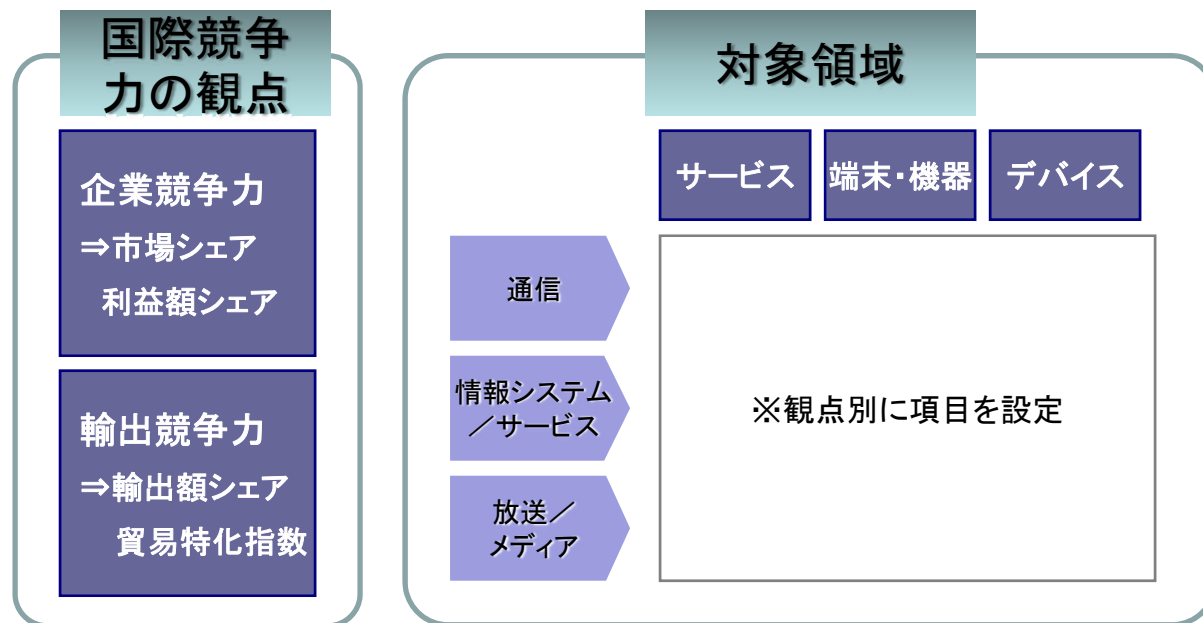 国際競争
力の観点
企業競争力
⇒市場シェア
利益額シェア
輸出競争力
⇒輸出額シェア
貿易特化指数
対象領域
サービス
端末・機器
デバイス
通信
情報システム
／サービス
放送／
メディア
※観点別に項目を設定